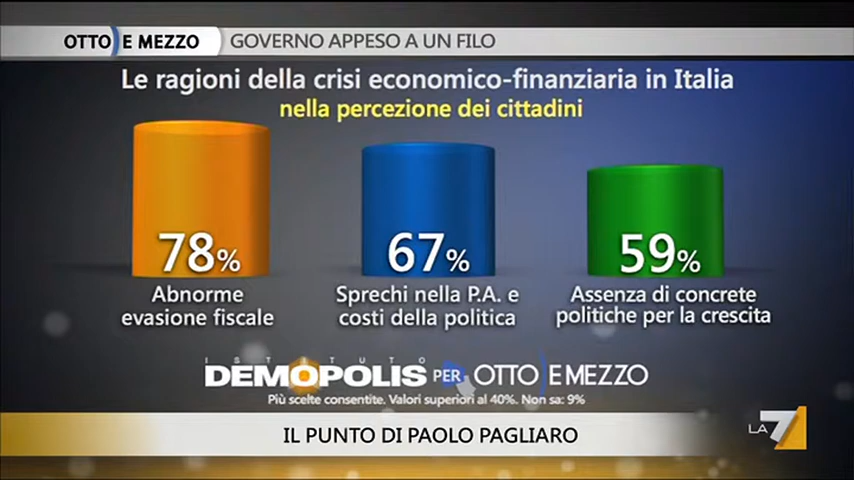 OTTO E MEZZO GOVERNO APPESO A UN FILO
Le ragioni della crisi economico-finanziaria in Italia
nella percezione dei cittadini
78% 67% 59%
Abnorme
evasione fiscale
Sprechi nella P.A. e
costi della politica
Assenza di concrete
politiche per la crescita
ISTITUTO
DEMOPOLIS PER OTTO E MEZZO
Più scelte consentite. Valori superiori al 40%. Non sa: 9%
IL PUNTO DI PAOLO PAGLIARO
LA 7